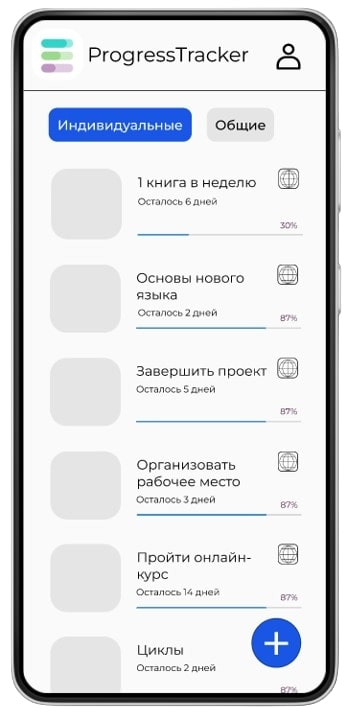 ProgressTracker
Индивидуальные
Общие
1 книга в неделю
Осталось 6 дней
30%
Основы нового
языка
Осталось 2 дней
87%
Завершить проект
Осталось 5 дней
87%
Организовать
рабочее место
Осталось 3 дней
87%
Пройти онлайн-
курс
Осталось 14 дней
87%
Циклы
Осталось 2 дней
87%